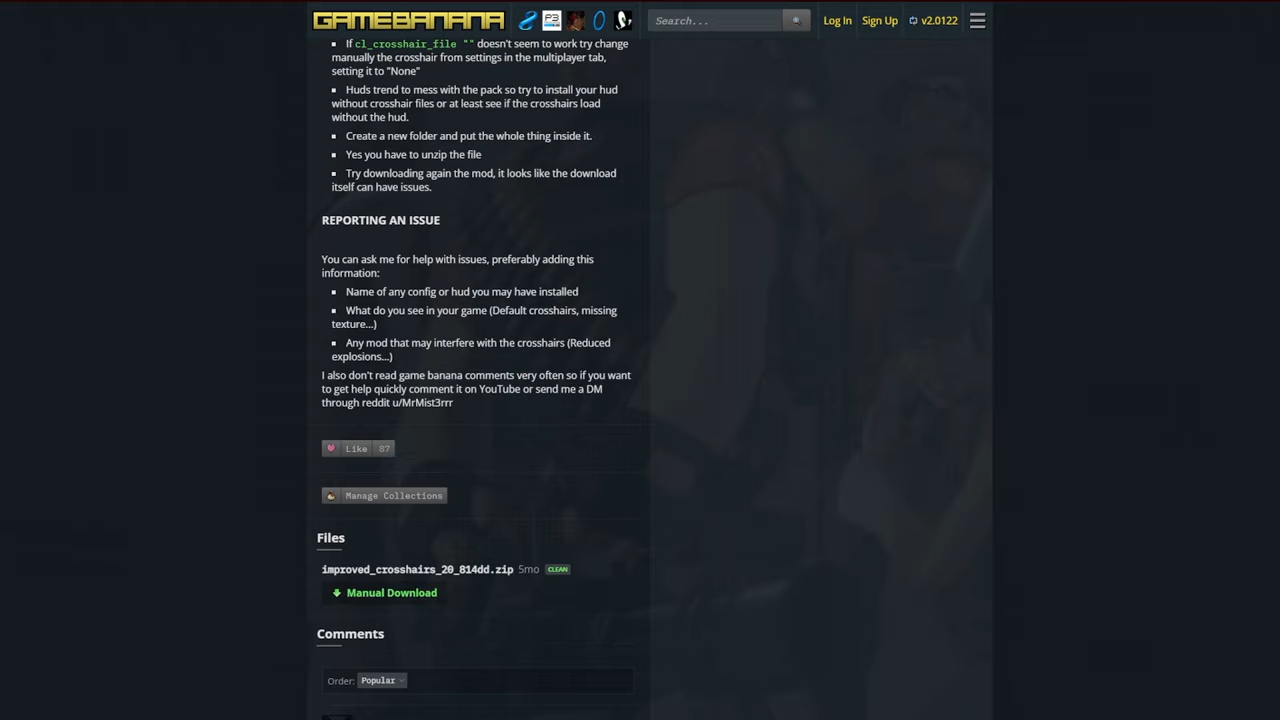 GAMEBANANA
Search...
Log In
Sign Up
v2.0122
If cl_crosshair_file "" doesn't seem to work try change
manually the crosshair from settings in the multiplayer tab,
setting it to "None"
Huds trend to mess with the pack so try to install your hud
without crosshair files or at least see if the crosshairs load
without the hud.
Create a new folder and put the whole thing inside it.
Yes you have to unzip the file
Try downloading again the mod, it looks like the download
itself can have issues.
REPORTING AN ISSUE
You can ask me for help with issues, preferably adding this
information:
Name of any config or hud you may have installed
What do you see in your game (Default crosshairs, missing
texture...)
Any mod that may interfere with the crosshairs (Reduced
explosions...)
I also don't read game banana comments very often so if you want
to get help quickly comment it on YouTube or send me a DM
through reddit u/MrMist3rrr
Like 87
Manage Collections
Files
improved_crosshairs_20_814dd.zip 5mo CLEAN
Manual Download
Comments
Order: Popular